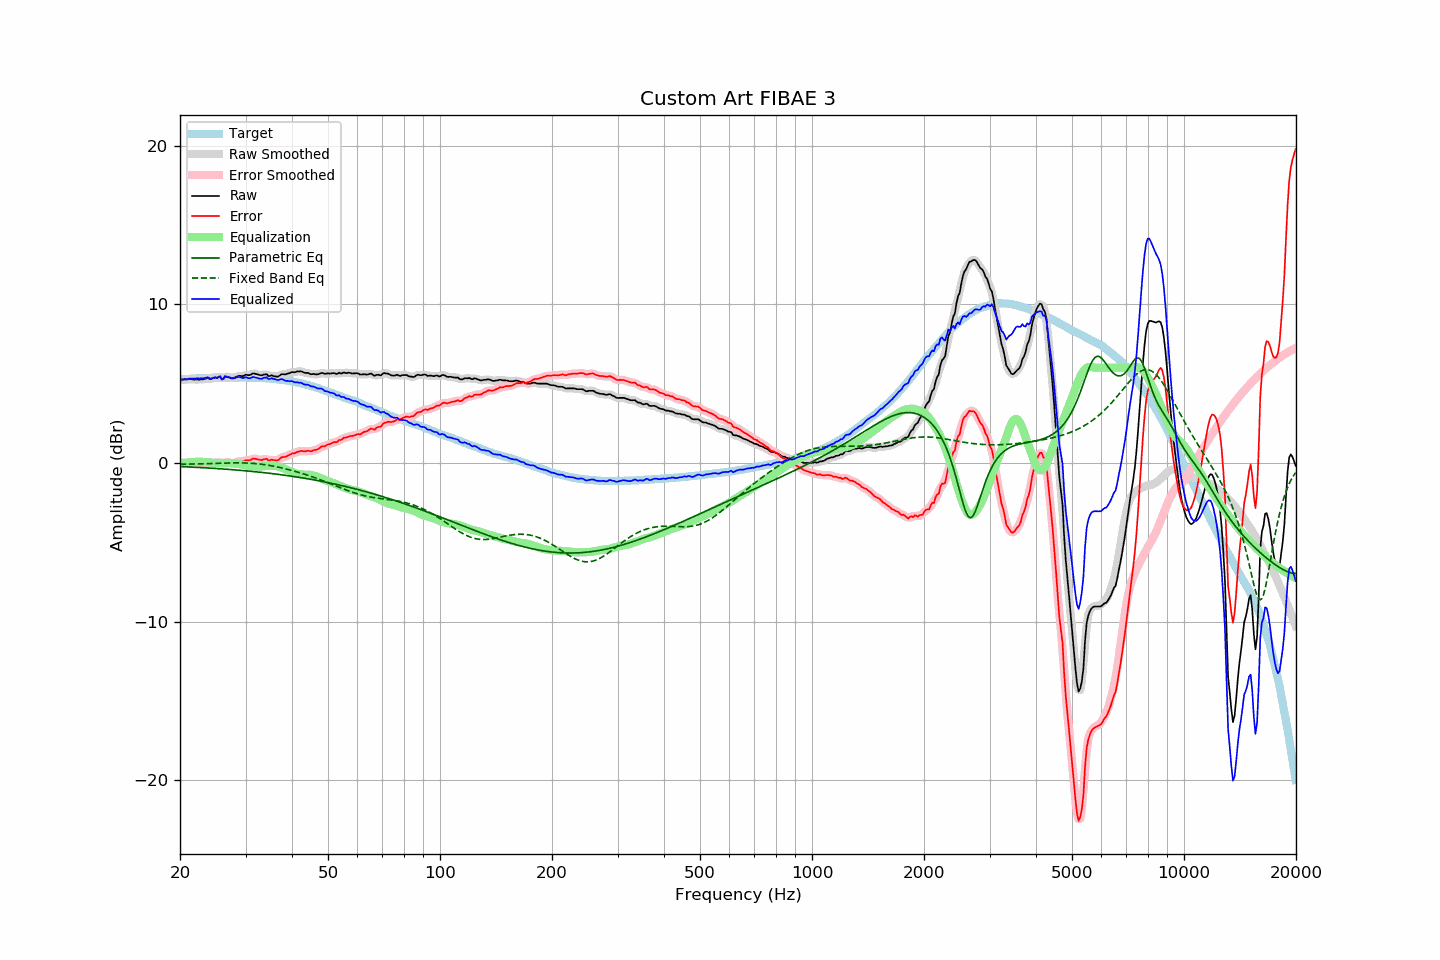 Custom Art FIBAE 3
Target
Raw Smoothed
Error Smoothed
Raw
Error
Equalization
Parametric Eq
Fixed Band Eq
Equalized
20
10
0
−10
−20
Amplitude (dBr)
20 50 100 200 500 1000 2000 5000 10000 20000
Frequency (Hz)